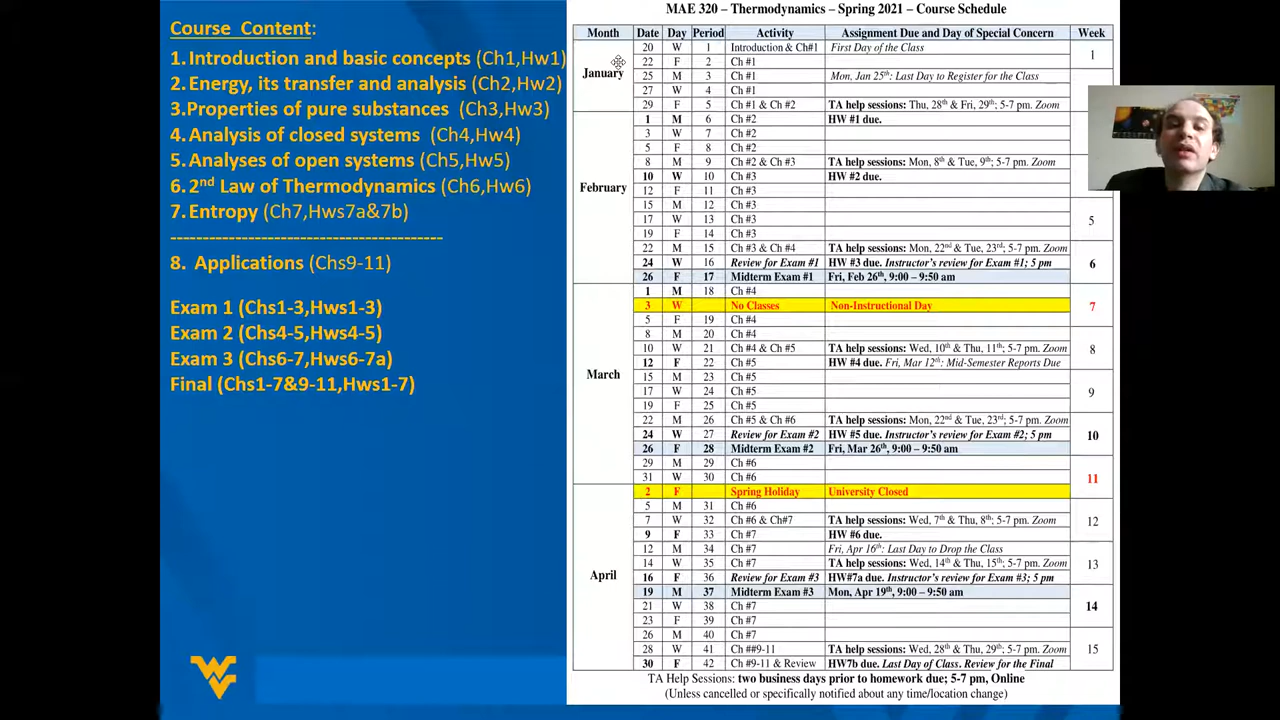 Course Content:
1. Introduction and basic concepts (Ch1,Hw1)
2. Energy, its transfer and analysis (Ch2, Hw2)
3.Properties of pure substances (Ch3, Hw3)
4. Analysis of closed systems (Ch4,Hw4)
5. Analyses of open systems (Ch5, Hw5)
6. 2nd Law of Thermodynamics (Ch6,Hw6)
7. Entropy (Ch7,Hws7a&7b)
-----------------------------------------
8. Applications (Chs9-11)
Exam 1 (Chs1-3,Hws1-3)
Exam 2 (Chs4-5,Hws4-5)
Exam 3 (Chs6-7,Hws6-7a)
Final (Chs1-7&9-11,Hws1-7)
WV
MAE 320 – Thermodynamics – Spring 2021 – Course Schedule
Month Date Day Period Activity Assignment Due and Day of Special Concern Week
January 20 W 1 Introduction & Ch#1 First Day of the Class 1
22 F 2 Ch #1
25 M 3 Ch #1 Mon, Jan 25th: Last Day to Register for the Class
27 W 4 Ch #1
29 F 5 Ch #1 & Ch #2 TA help sessions: Thu, 28th & Fri, 29th; 5-7 pm. Zoom
February 1 M 6 Ch #2 HW #1 due.
3 W 7 Ch #2
5 F 8 Ch #2
8 M 9 Ch #2 & Ch #3 TA help sessions: Mon, 8th & Tue, 9th; 5-7 pm. Zoom
10 W 10 Ch #3 HW #2 due.
12 F 11 Ch #3
15 M 12 Ch #3 5
17 W 13 Ch #3
19 F 14 Ch #3
22 M 15 Ch #3 & Ch #4 TA help sessions: Mon, 22nd & Tue, 23rd; 5-7 pm. Zoom 6
24 W 16 Review for Exam #1 HW #3 due. Instructor's review for Exam #1; 5 pm
26 F 17 Midterm Exam #1 Fri, Feb 26th, 9:00 – 9:50 am
March 1 M 18 Ch #4 7
3 W No Classes Non-Instructional Day
5 F 19 Ch #4
8 M 20 Ch #4 8
10 W 21 Ch #4 & Ch #5 TA help sessions: Wed, 10th & Thu, 11th; 5-7 pm. Zoom
12 F 22 Ch #5 HW #4 due. Fri, Mar 12th: Mid-Semester Reports Due
15 M 23 Ch #5 9
17 W 24 Ch #5
19 F 25 Ch #5
22 M 26 Ch #5 & Ch #6 TA help sessions: Mon, 22nd & Tue, 23rd; 5-7 pm. Zoom 10
24 W 27 Review for Exam #2 HW #5 due. Instructor's review for Exam #2; 5 pm
26 F 28 Midterm Exam #2 Fri, Mar 26th, 9:00 – 9:50 am
29 M 29 Ch #6 11
31 W 30 Ch #6
April 2 F Spring Holiday University Closed
5 M 31 Ch #6 12
7 W 32 Ch #6 & Ch#7 TA help sessions: Wed, 7th & Thu, 8th; 5-7 pm. Zoom
9 F 33 Ch #7 HW #6 due.
12 M 34 Ch #7 Fri, Apr 16th: Last Day to Drop the Class 13
14 W 35 Ch #7 TA help sessions: Wed, 14th & Thu, 15th; 5-7 pm. Zoom
16 F 36 Review for Exam #3 HW#7a due. Instructor's review for Exam #3; 5 pm
19 M 37 Midterm Exam #3 Mon, Apr 19th, 9:00 – 9:50 am 14
21 W 38 Ch #7
23 F 39 Ch #7
26 M 40 Ch #7 15
28 W 41 Ch ##9-11 TA help sessions: Wed, 28th & Thu, 29th; 5-7 pm. Zoom
30 F 42 Ch #9-11 & Review HW7b due. Last Day of Class. Review for the Final
TA Help Sessions: two business days prior to homework due; 5-7 pm, Online
(Unless cancelled or specifically notified about any time/location change)